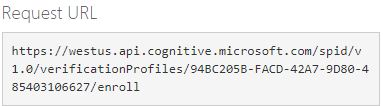 Request URL
https://westus.api.cognitive.microsoft.com/spid/v
1.0/verificationProfiles/94BC205B-FACD-42A7-9D80-4
85403106627/enroll